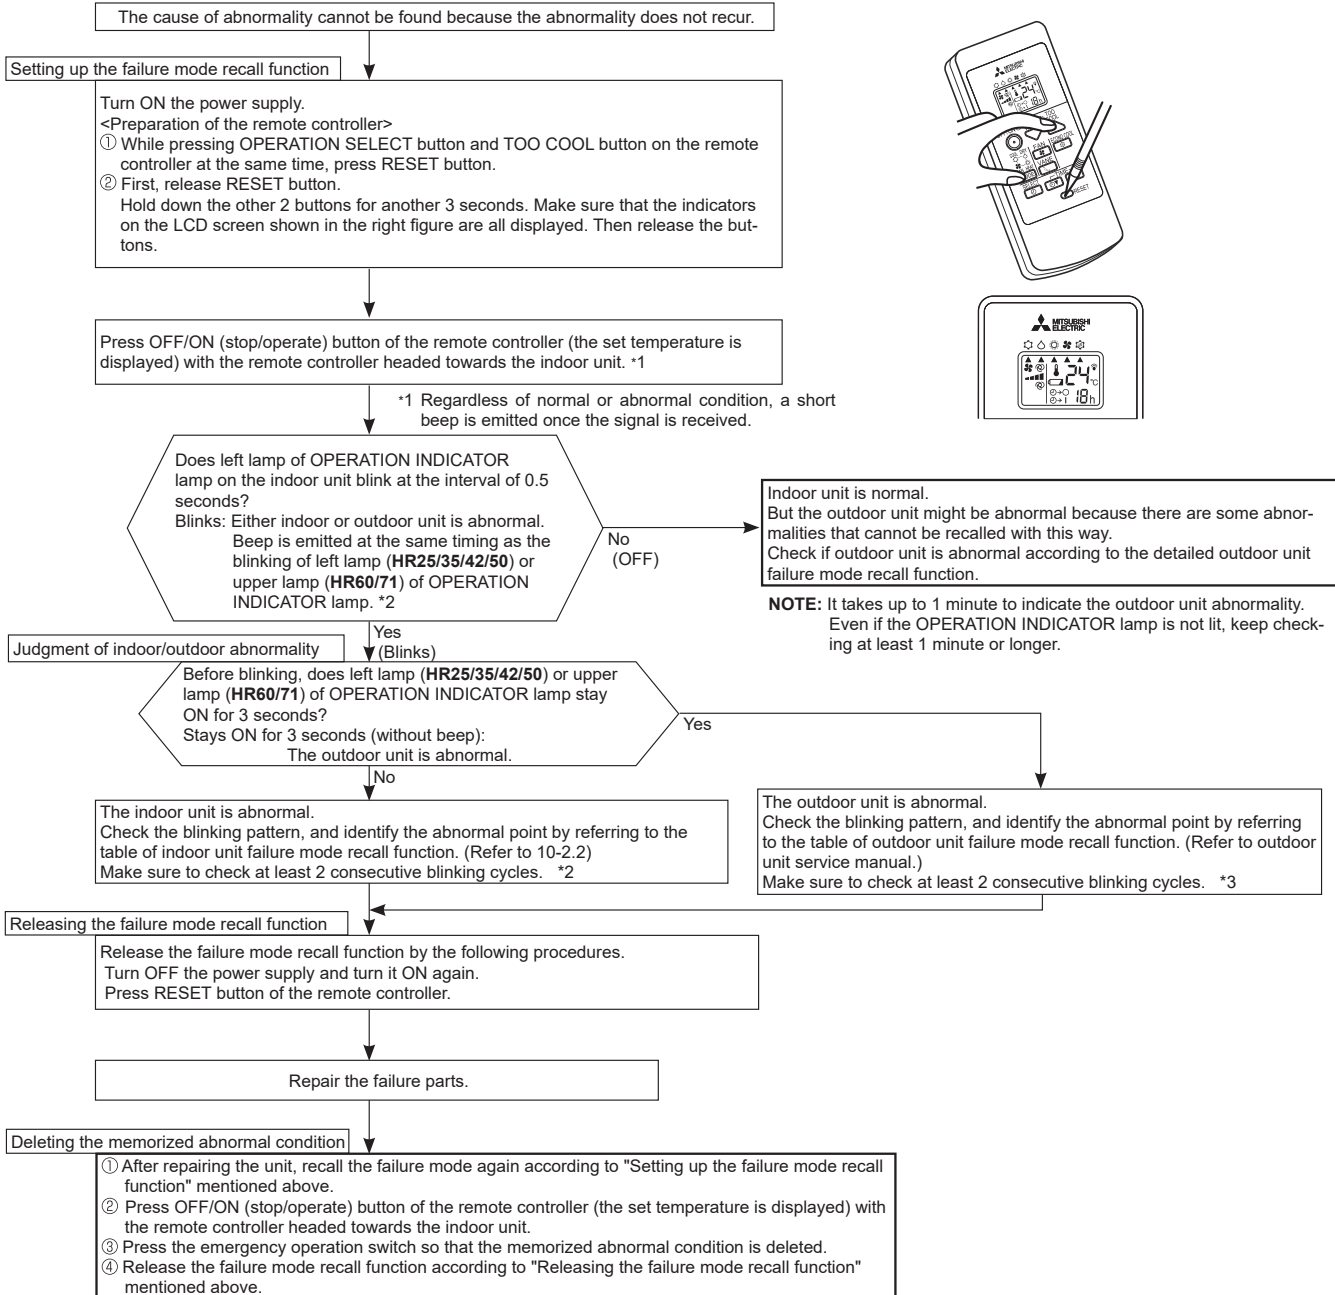 The cause of abnormality cannot be found because the abnormality does not recur.
Setting up the failure mode recall function
Turn ON the power supply.
<Preparation of the remote controller>
① While pressing OPERATION SELECT button and TOO COOL button on the remote
controller at the same time, press RESET button.
② First, release RESET button.
Hold down the other 2 buttons for another 3 seconds. Make sure that the indicators
on the LCD screen shown in the right figure are all displayed. Then release the but-
tons.
MITSUBISHI
ELECTRIC
24
18h
TOO
COOL
ECONO COOL
FAN
VANE
RESET
MITSUBISHI
ELECTRIC
24℃
18h
Press OFF/ON (stop/operate) button of the remote controller (the set temperature is
displayed) with the remote controller headed towards the indoor unit. *1
*1 Regardless of normal or abnormal condition, a short
beep is emitted once the signal is received.
Does left lamp of OPERATION INDICATOR
lamp on the indoor unit blink at the interval of 0.5
seconds?
Blinks: Either indoor or outdoor unit is abnormal.
Beep is emitted at the same timing as the
blinking of left lamp (HR25/35/42/50) or
upper lamp (HR60/71) of OPERATION
INDICATOR lamp. *2
No
(OFF)
Indoor unit is normal.
But the outdoor unit might be abnormal because there are some abnor-
malities that cannot be recalled with this way.
Check if outdoor unit is abnormal according to the detailed outdoor unit
failure mode recall function.
NOTE: It takes up to 1 minute to indicate the outdoor unit abnormality.
Even if the OPERATION INDICATOR lamp is not lit, keep check-
ing at least 1 minute or longer.
Yes
(Blinks)
Judgment of indoor/outdoor abnormality
Before blinking, does left lamp (HR25/35/42/50) or upper
lamp (HR60/71) of OPERATION INDICATOR lamp stay
ON for 3 seconds?
Stays ON for 3 seconds (without beep):
The outdoor unit is abnormal.
Yes
No
The indoor unit is abnormal.
Check the blinking pattern, and identify the abnormal point by referring to the
table of indoor unit failure mode recall function. (Refer to 10-2.2)
Make sure to check at least 2 consecutive blinking cycles. *2
The outdoor unit is abnormal.
Check the blinking pattern, and identify the abnormal point by referring
to the table of outdoor unit failure mode recall function. (Refer to outdoor
unit service manual.)
Make sure to check at least 2 consecutive blinking cycles. *3
Releasing the failure mode recall function
Release the failure mode recall function by the following procedures.
Turn OFF the power supply and turn it ON again.
Press RESET button of the remote controller.
Repair the failure parts.
Deleting the memorized abnormal condition
① After repairing the unit, recall the failure mode again according to "Setting up the failure mode recall
function" mentioned above.
② Press OFF/ON (stop/operate) button of the remote controller (the set temperature is displayed) with
the remote controller headed towards the indoor unit.
③ Press the emergency operation switch so that the memorized abnormal condition is deleted.
④ Release the failure mode recall function according to "Releasing the failure mode recall function"
mentioned above.